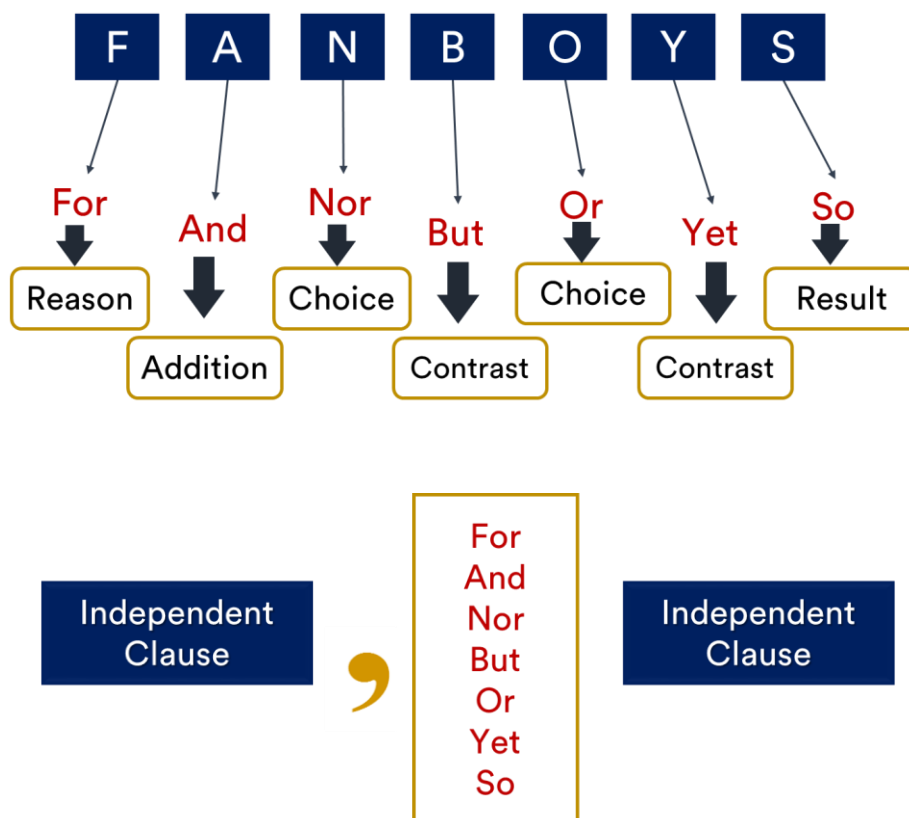 F A N B O Y S
For And Nor But Or Yet So
Reason Addition Choice Contrast Choice Contrast Result
Independent
Clause
,
For
And
Nor
But
Or
Yet
So
Independent
Clause